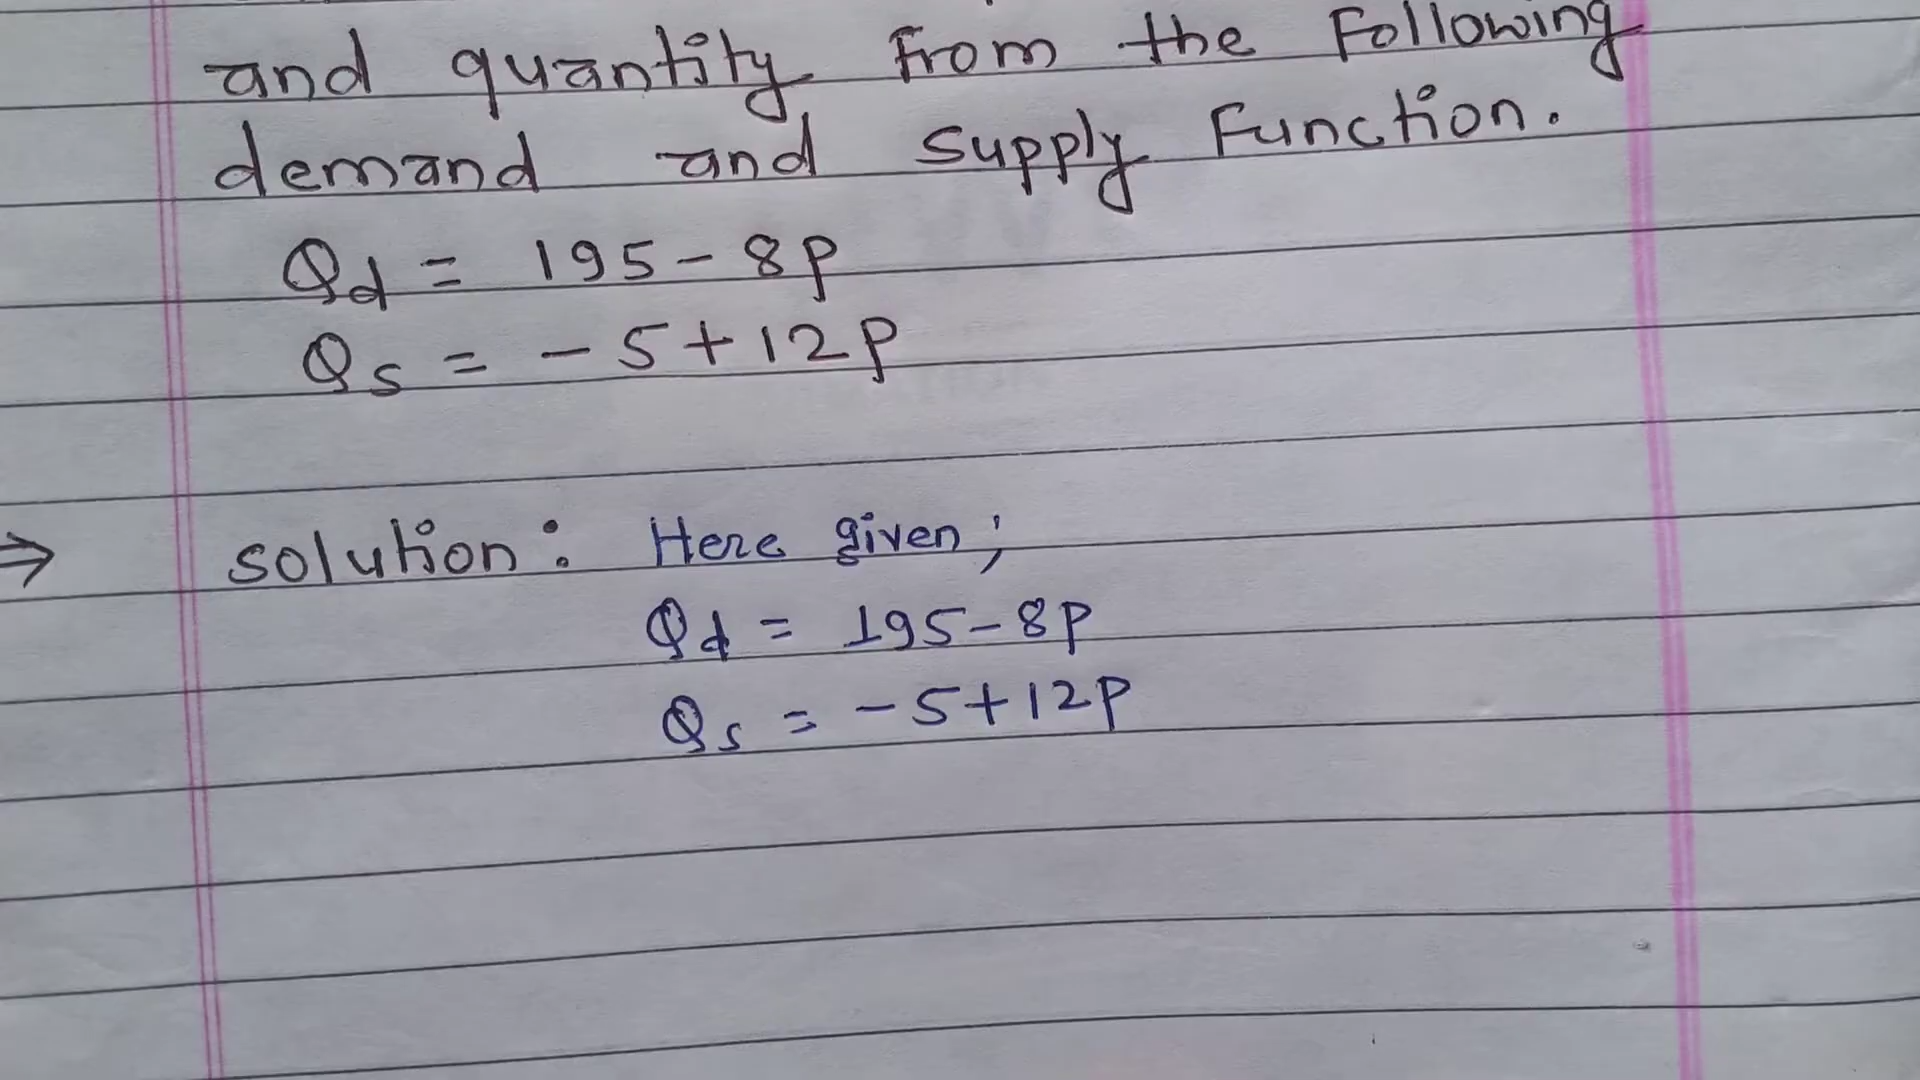 and quantity From the Following
demand and supply Function.
Qd = 195 - 8p
Qs = - 5 + 12p
⇒ solution : Here given ;
Qd = 195 - 8p
Qs = - 5 + 12p